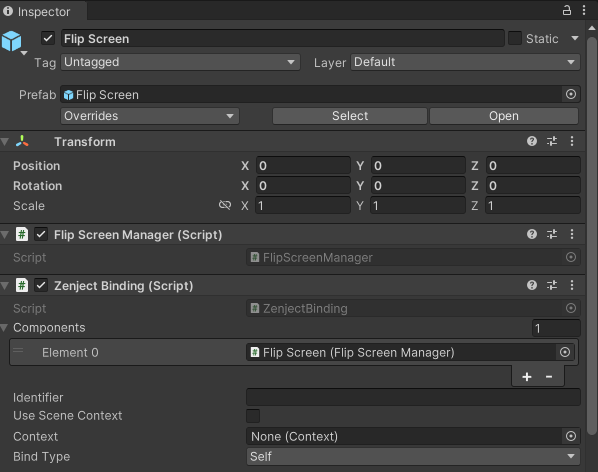 Inspector
Flip Screen Static
Tag Untagged Layer Default
Prefab Flip Screen
Overrides Select Open
Transform
Position X 0 Y 0 Z 0
Rotation X 0 Y 0 Z 0
Scale X 1 Y 1 Z 1
# Flip Screen Manager (Script)
Script # FlipScreenManager
# Zenject Binding (Script)
Script # ZenjectBinding
Components 1
Element 0 # Flip Screen (Flip Screen Manager)
+ -
Identifier
Use Scene Context
Context None (Context)
Bind Type Self